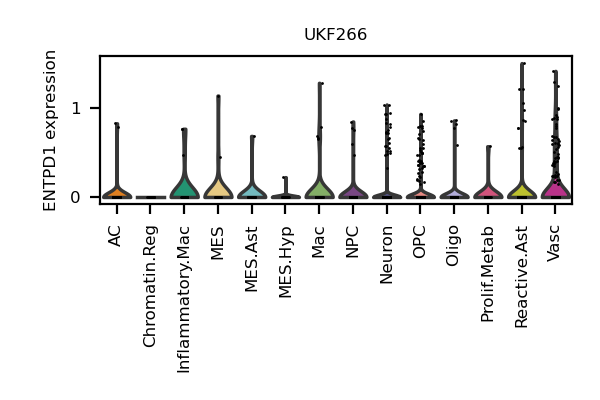 UKF266
ENTPD1 expression
1
0
AC
Chromatin.Reg
Inflammatory.Mac
MES
MES.Ast
MES.Hyp
Mac
NPC
Neuron
OPC
Oligo
Prolif.Metab
Reactive.Ast
Vasc